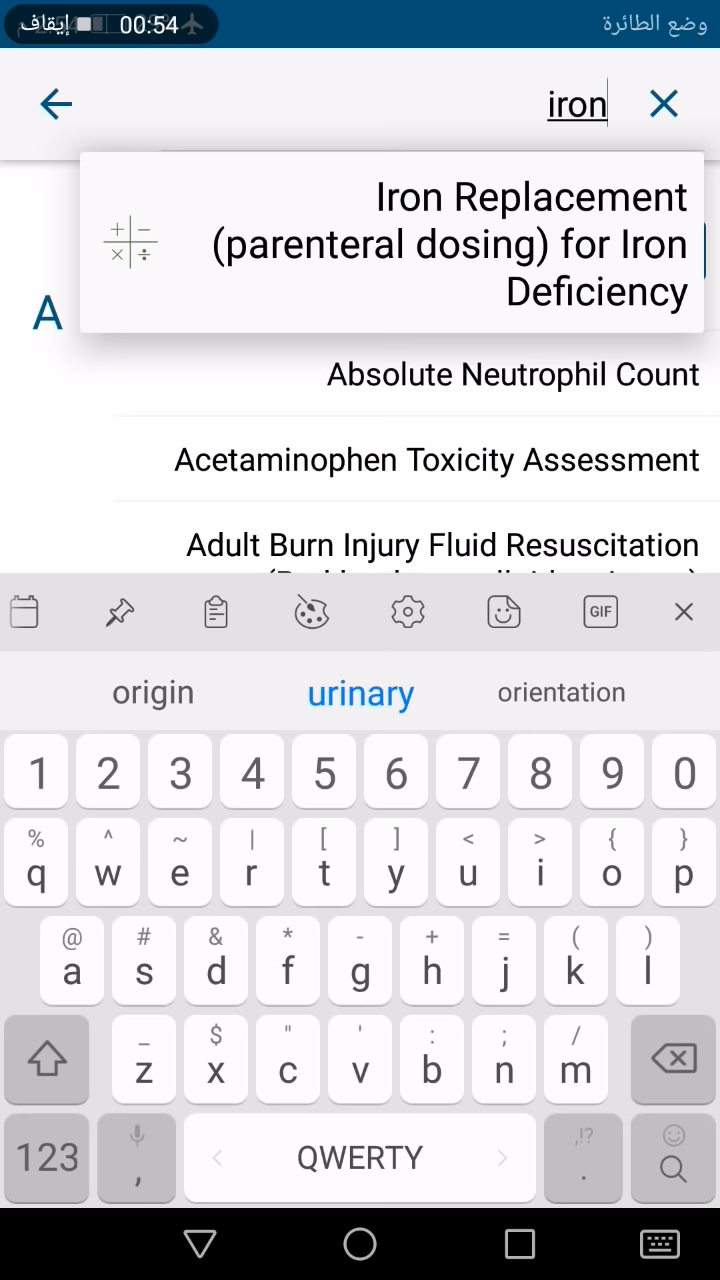 وضع الطائرة
إيقاف 00:54
iron
Iron Replacement
(parenteral dosing) for Iron
Deficiency
A
Absolute Neutrophil Count
Acetaminophen Toxicity Assessment
Adult Burn Injury Fluid Resuscitation
GIF
origin urinary orientation
1 2 3 4 5 6 7 8 9 0
% ^ ~ | [ ] < > { }
q w e r t y u i o p
@ # & * - + = ( )
a s d f g h j k l
_ $ " ' : ; /
z x c v b n m
,!?
123 , QWERTY .